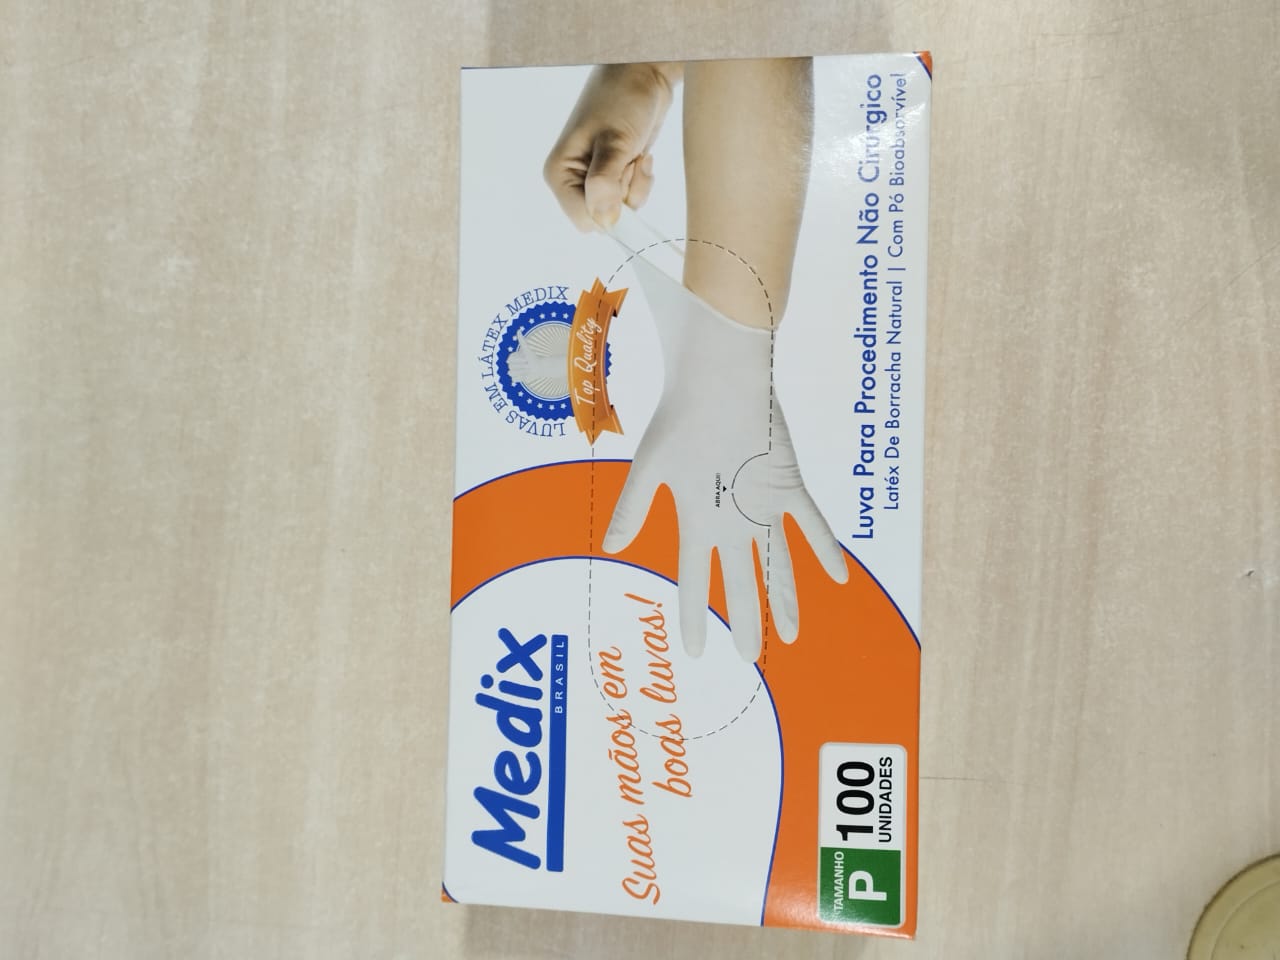 Medix
BRASIL
Suas mãos em
boas luvas!
LUVAS EM LÁTEX MEDIX
Top Quality
ABRA AQUI!
Luva Para Procedimento Não Cirúrgico
Latéx De Borracha Natural | Com Pó Bioabsorvível
TAMANHO
P
100
UNIDADES